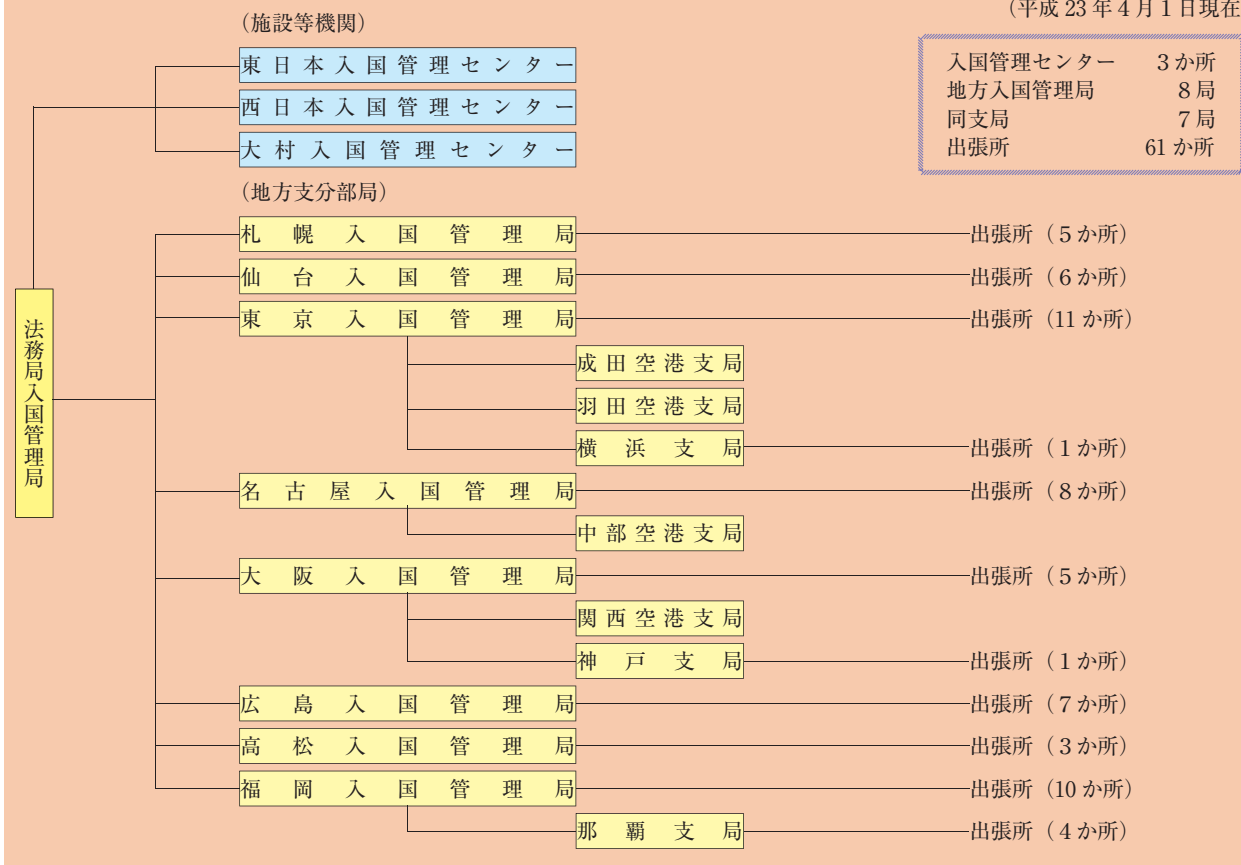 (平成 23 年 4 月 1 日現在
(施設等機関)
東日本入国管理センター
西日本入国管理センター
大村入国管理センター
入国管理センター 3か所
地方入国管理局 8局
同支局 7局
出張所 61か所
(地方支分部局)
法務局入国管理局
札幌入国管理局 出張所(5か所)
仙台入国管理局 出張所(6か所)
東京入国管理局 出張所(11か所)
成田空港支局
羽田空港支局
横浜支局 出張所(1か所)
名古屋入国管理局 出張所(8か所)
中部空港支局
大阪入国管理局 出張所(5か所)
関西空港支局
神戸支局 出張所(1か所)
広島入国管理局 出張所(7か所)
高松入国管理局 出張所(3か所)
福岡入国管理局 出張所(10か所)
那覇支局 出張所(4か所)